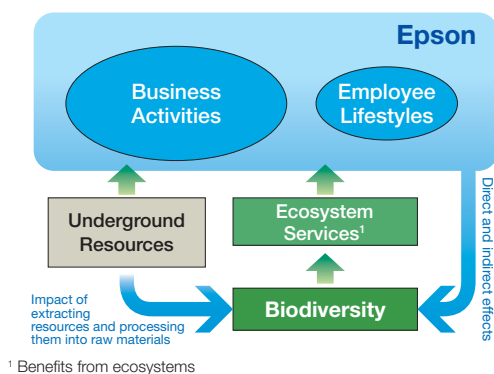 Epson
Business
Activities
Employee
Lifestyles
Underground
Resources
Ecosystem
Services¹
Direct and indirect effects
Impact of
extracting
resources and processing
them into raw materials
Biodiversity
¹ Benefits from ecosystems